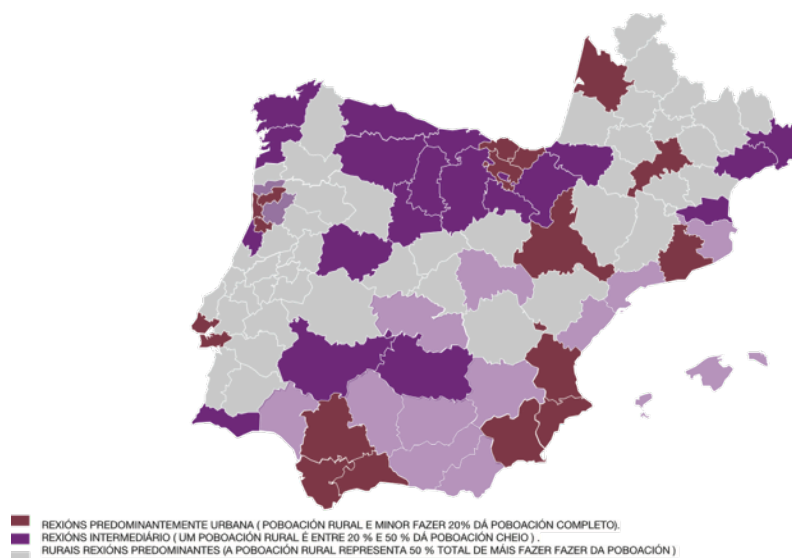 REXIÓNS PREDOMINANTEMENTE URBANA ( POBOACIÓN RURAL E MINOR FAZER 20% DÁ POBOACIÓN COMPLETO).
REXIÓNS INTERMEDIÁRIO ( UM POBOACIÓN RURAL É ENTRE 20 % E 50 % DÁ POBOACIÓN CHEIO ) .
RURAIS REXIÓNS PREDOMINANTES (A POBOACIÓN RURAL REPRESENTA 50 % TOTAL DE MÁIS FAZER FAZER DA POBOACIÓN )